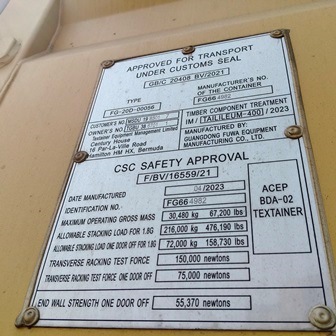 APPROVED FOR TRANSPORT
UNDER CUSTOMS SEAL
GB/C 20408 BV/2021
TYPE
FG-20D-00056
MANUFACTURER'S NO.
OF THE CONTAINER
FG66 4982
CUSTOMER'S NO.
OWNER'S NO.
Textainer Equipment Management Limited
Century House
16 Par-La-Ville Road
Hamilton HM HX, Bermuda
TIMBER COMPONENT TREATMENT
IM / (TAILILEUM-400) / 2023
MANUFACTURED BY
GUANGDONG FUWA EQUIPMENT
MANUFACTURING CO., LTD.
CSC SAFETY APPROVAL
F/BV/16559/21
DATE MANUFACTURED 04/2023
IDENTIFICATION NO. FG66 4982
MAXIMUM OPERATING GROSS MASS 30,480 kg 67,200 lbs
ALLOWABLE STACKING LOAD FOR 1.8G 216,000 kg 476,190 lbs
ALLOWABLE STACKING LOAD ONE DOOR OFF FOR 1.8G 72,000 kg 158,730 lbs
TRANSVERSE RACKING TEST FORCE 150,000 newtons
TRANSVERSE RACKING TEST FORCE ONE DOOR OFF 75,000 newtons
END WALL STRENGTH ONE DOOR OFF 55,370 newtons
ACEP
BDA-02
TEXTAINER